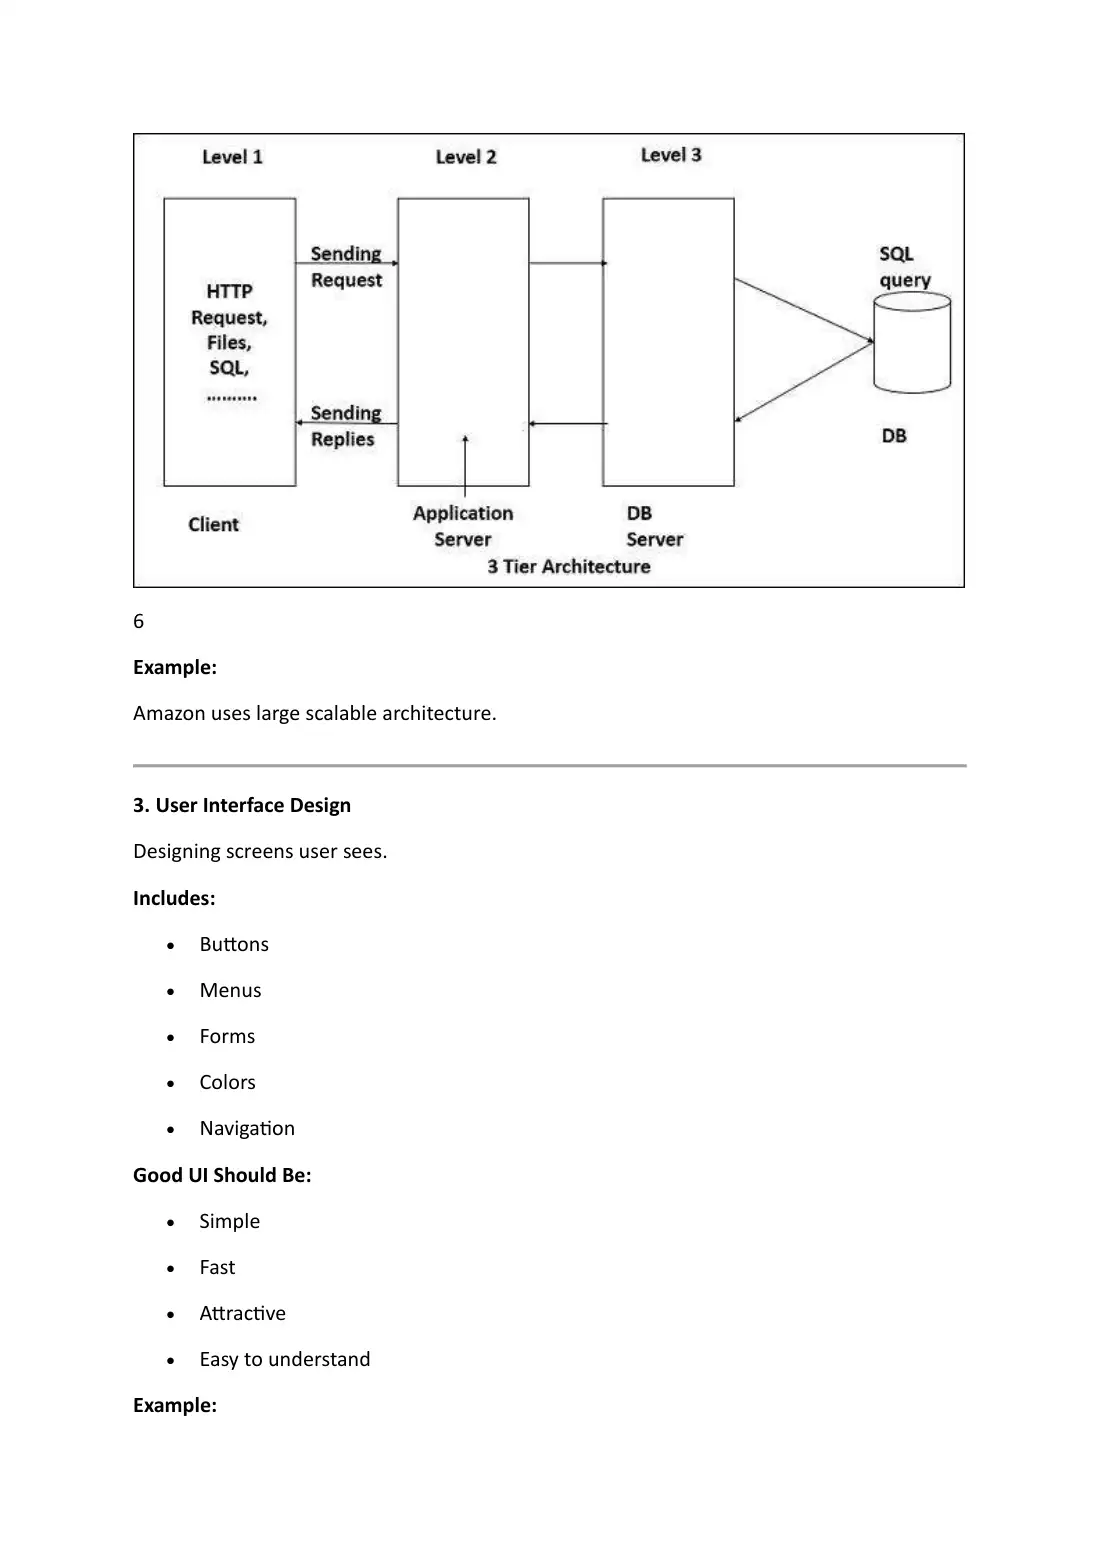 Level 1
Level 2
Level 3
HTTP
Request,
Files,
SQL,
..........
Sending
Request
Sending
Replies
SQL
query
DB
Client
Application
Server
DB
Server
3 Tier Architecture
6
Example:
Amazon uses large scalable architecture.
3. User Interface Design
Designing screens user sees.
Includes:
• Buttons
• Menus
• Forms
• Colors
• Navigation
Good UI Should Be:
• Simple
• Fast
• Attractive
• Easy to understand
Example: